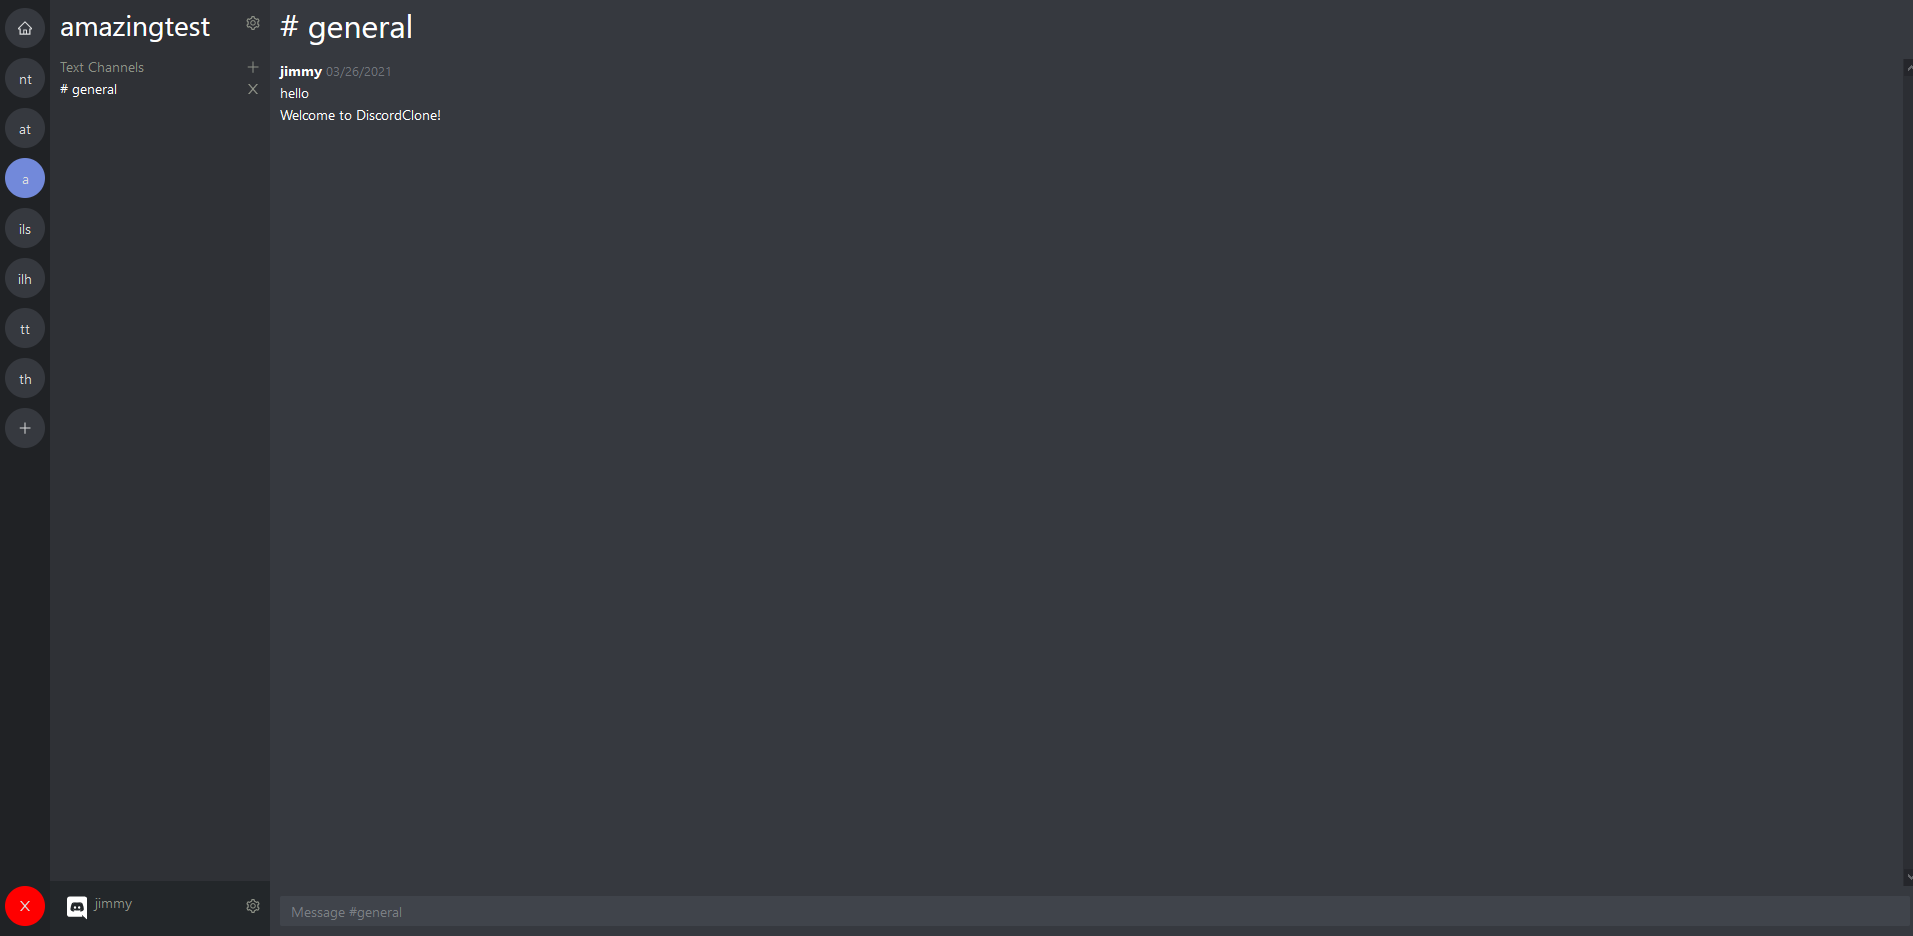 nt
at
a
ils
ilh
tt
th
+
X
amazingtest
Text Channels +
# general X
jimmy
# general
jimmy 03/26/2021
hello
Welcome to DiscordClone!
Message #general